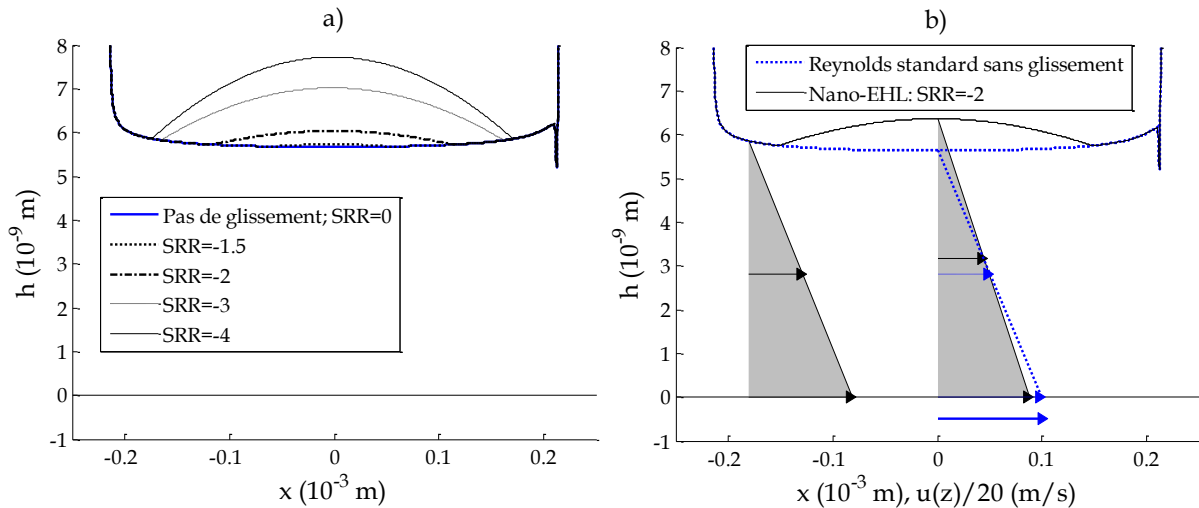 a)
8
7
6
5
4
3
2
1
0
-1
h (10⁻⁹ m)
Pas de glissement; SRR=0
SRR=-1.5
SRR=-2
SRR=-3
SRR=-4
-0.2
-0.1
0
0.1
0.2
x (10⁻³ m)
b)
8
7
6
5
4
3
2
1
0
-1
h (10⁻⁹ m)
Reynolds standard sans glissement
Nano-EHL: SRR=-2
-0.2
-0.1
0
0.1
0.2
x (10⁻³ m), u(z)/20 (m/s)